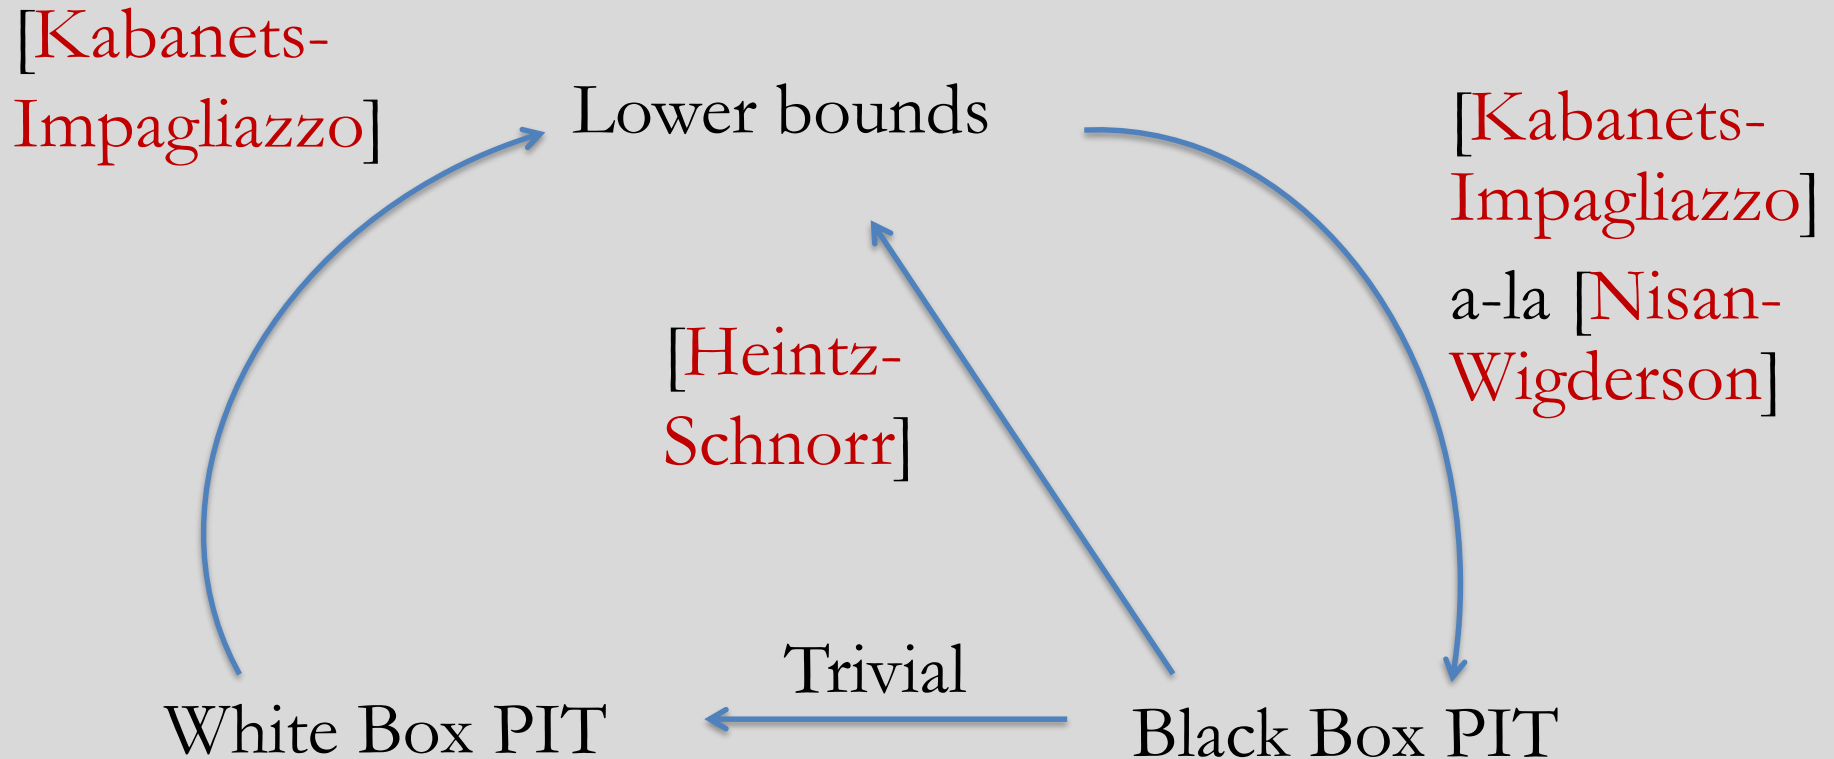 [Kabanets-
Impagliazzo]
Lower bounds
[Kabanets-
Impagliazzo]
a-la [Nisan-
Wigderson]
[Heintz-
Schnorr]
Trivial
White Box PIT
Black Box PIT